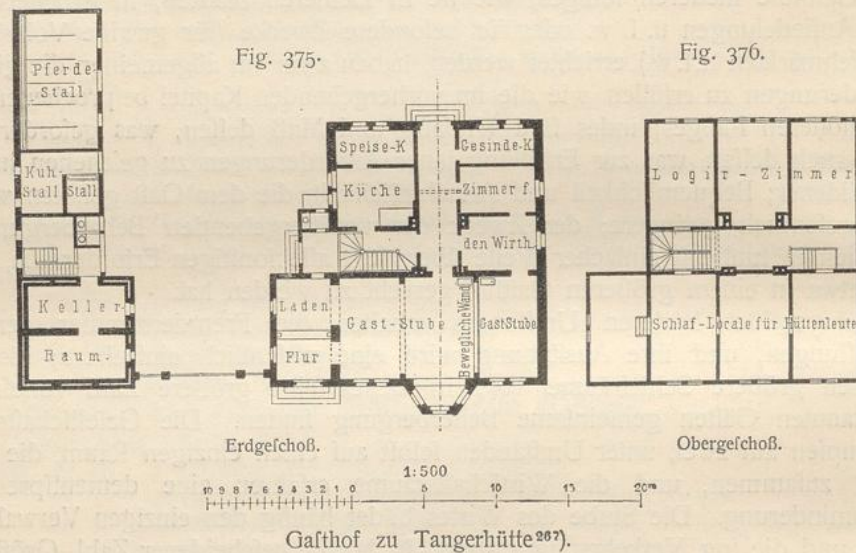 Fig. 375.
Fig. 376.
Pferde-
Stall
Kuh-
Stall
Stall
Keller-
Raum
Speise-K
Gesinde-K
Küche
Zimmer f.
den Wirth
Laden
Flur
Gast-Stube
Bewegliche Wand
Gast Stube
Logir-Zimmer
Schlaf-Locale für Hüttenleute
Erdgeſchoß.
Obergeſchoß.
1:500
10 9 8 7 6 5 4 3 2 1 0 5 10 15 20m
Gaſthof zu Tangerhütte²⁶⁷).